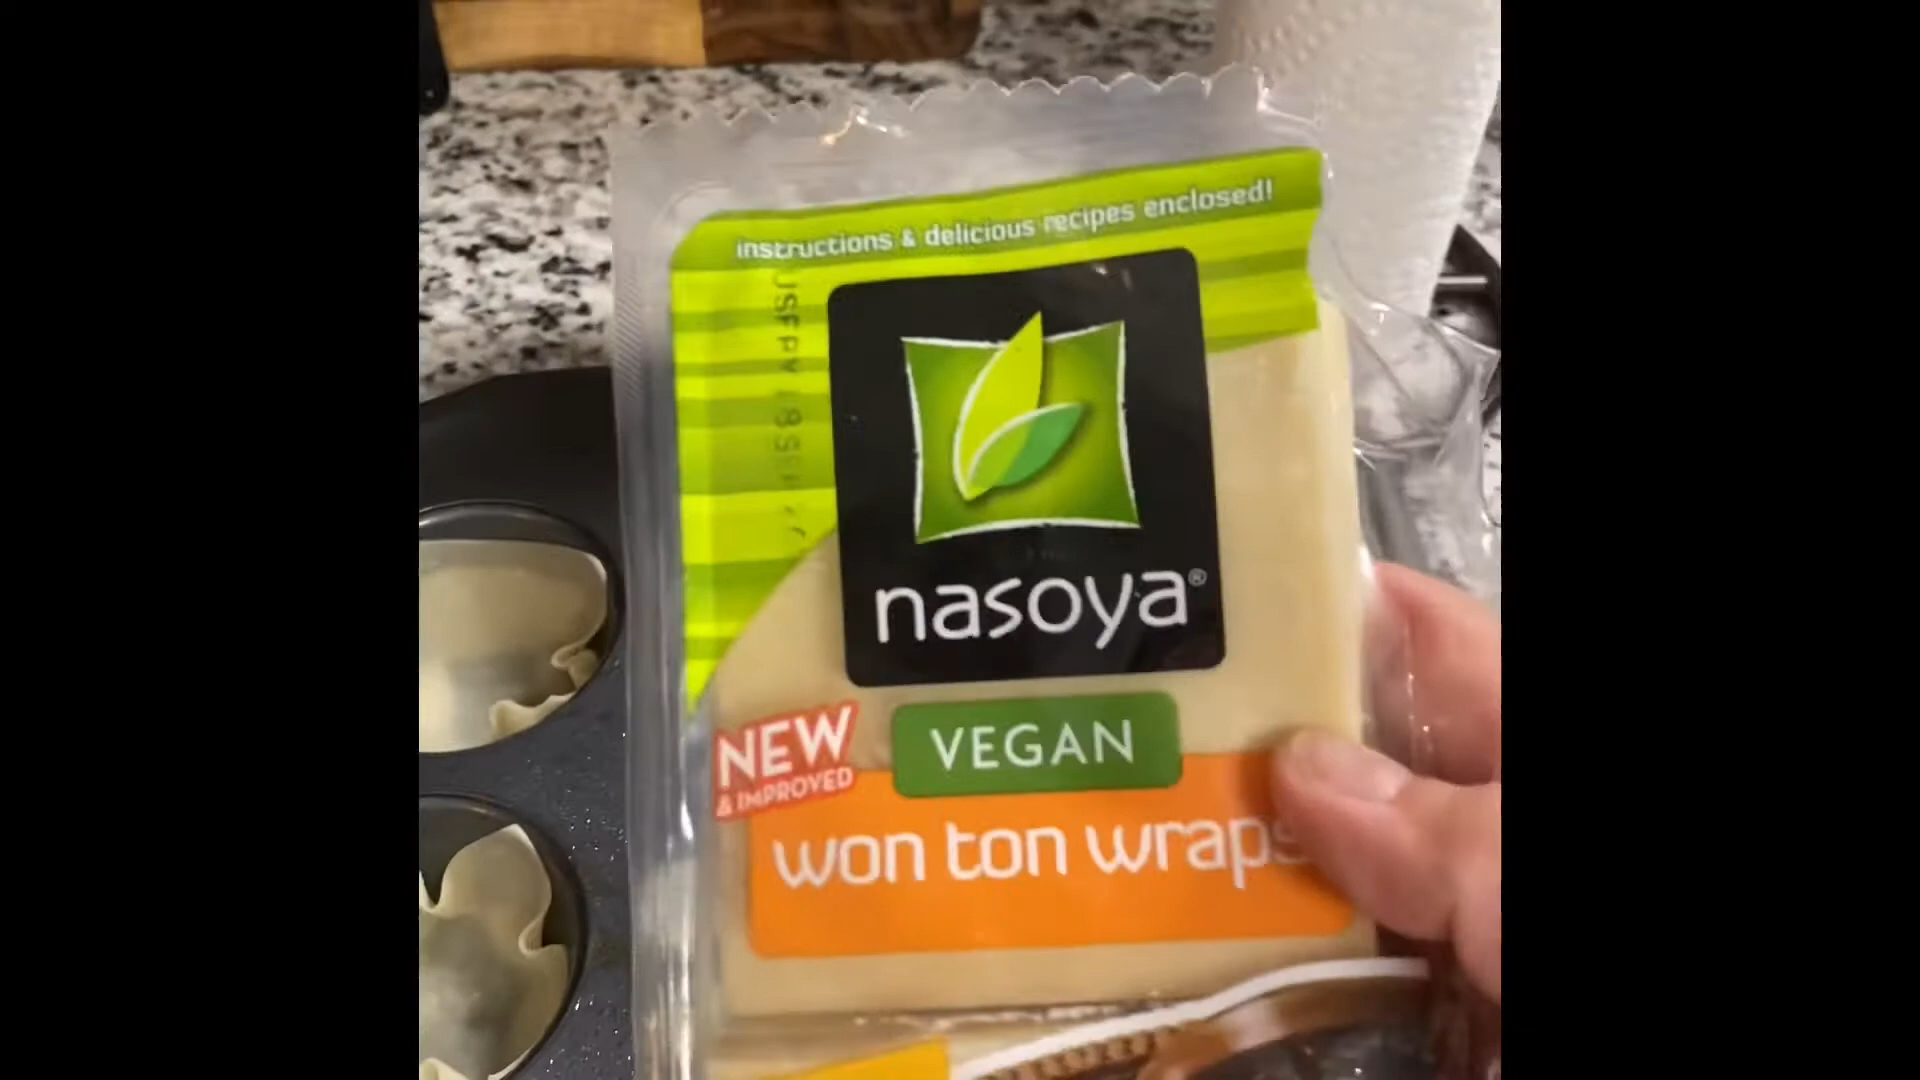 instructions & delicious recipes enclosed!
nasoya®
NEW
& IMPROVED
VEGAN
won ton wraps